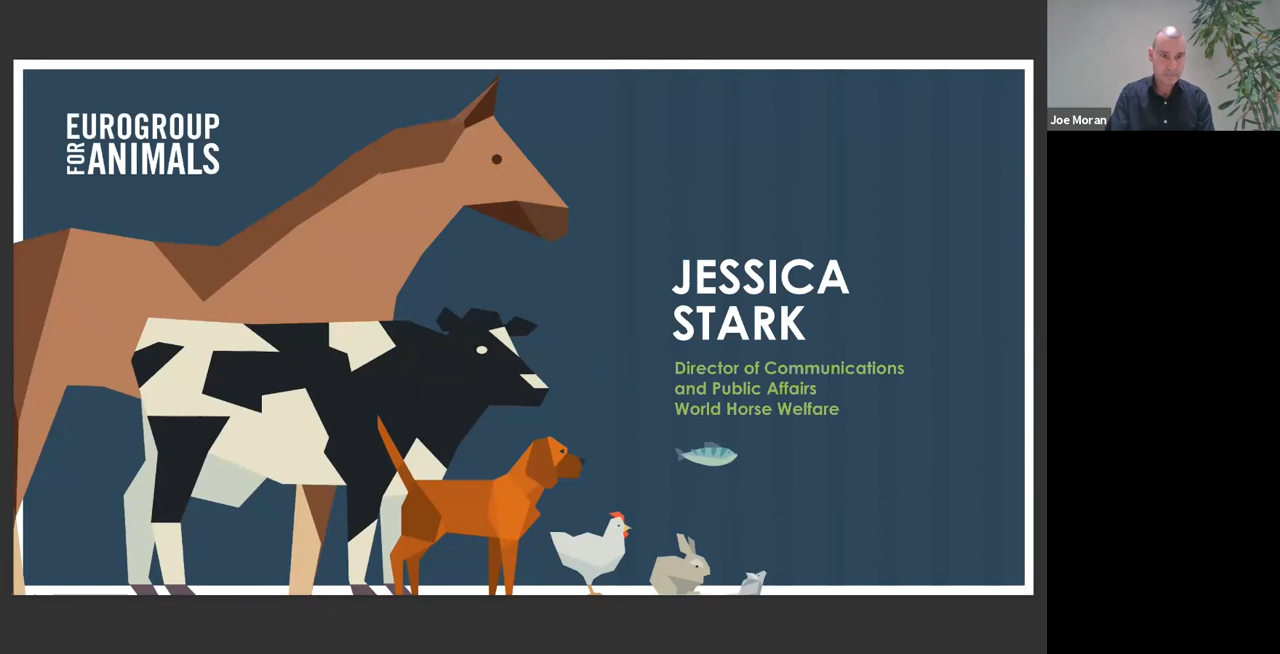 EUROGROUP
FOR ANIMALS
JESSICA
STARK
Director of Communications
and Public Affairs
World Horse Welfare
Joe Moran